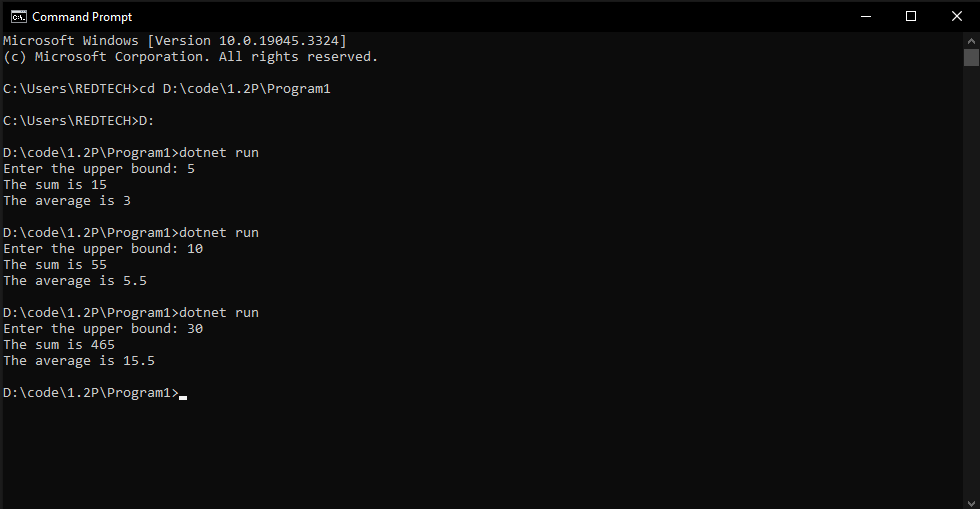 Command Prompt
Microsoft Windows [Version 10.0.19045.3324]
(c) Microsoft Corporation. All rights reserved.
C:\Users\REDTECH>cd D:\code\1.2P\Program1
C:\Users\REDTECH>D:
D:\code\1.2P\Program1>dotnet run
Enter the upper bound: 5
The sum is 15
The average is 3
D:\code\1.2P\Program1>dotnet run
Enter the upper bound: 10
The sum is 55
The average is 5.5
D:\code\1.2P\Program1>dotnet run
Enter the upper bound: 30
The sum is 465
The average is 15.5
D:\code\1.2P\Program1>